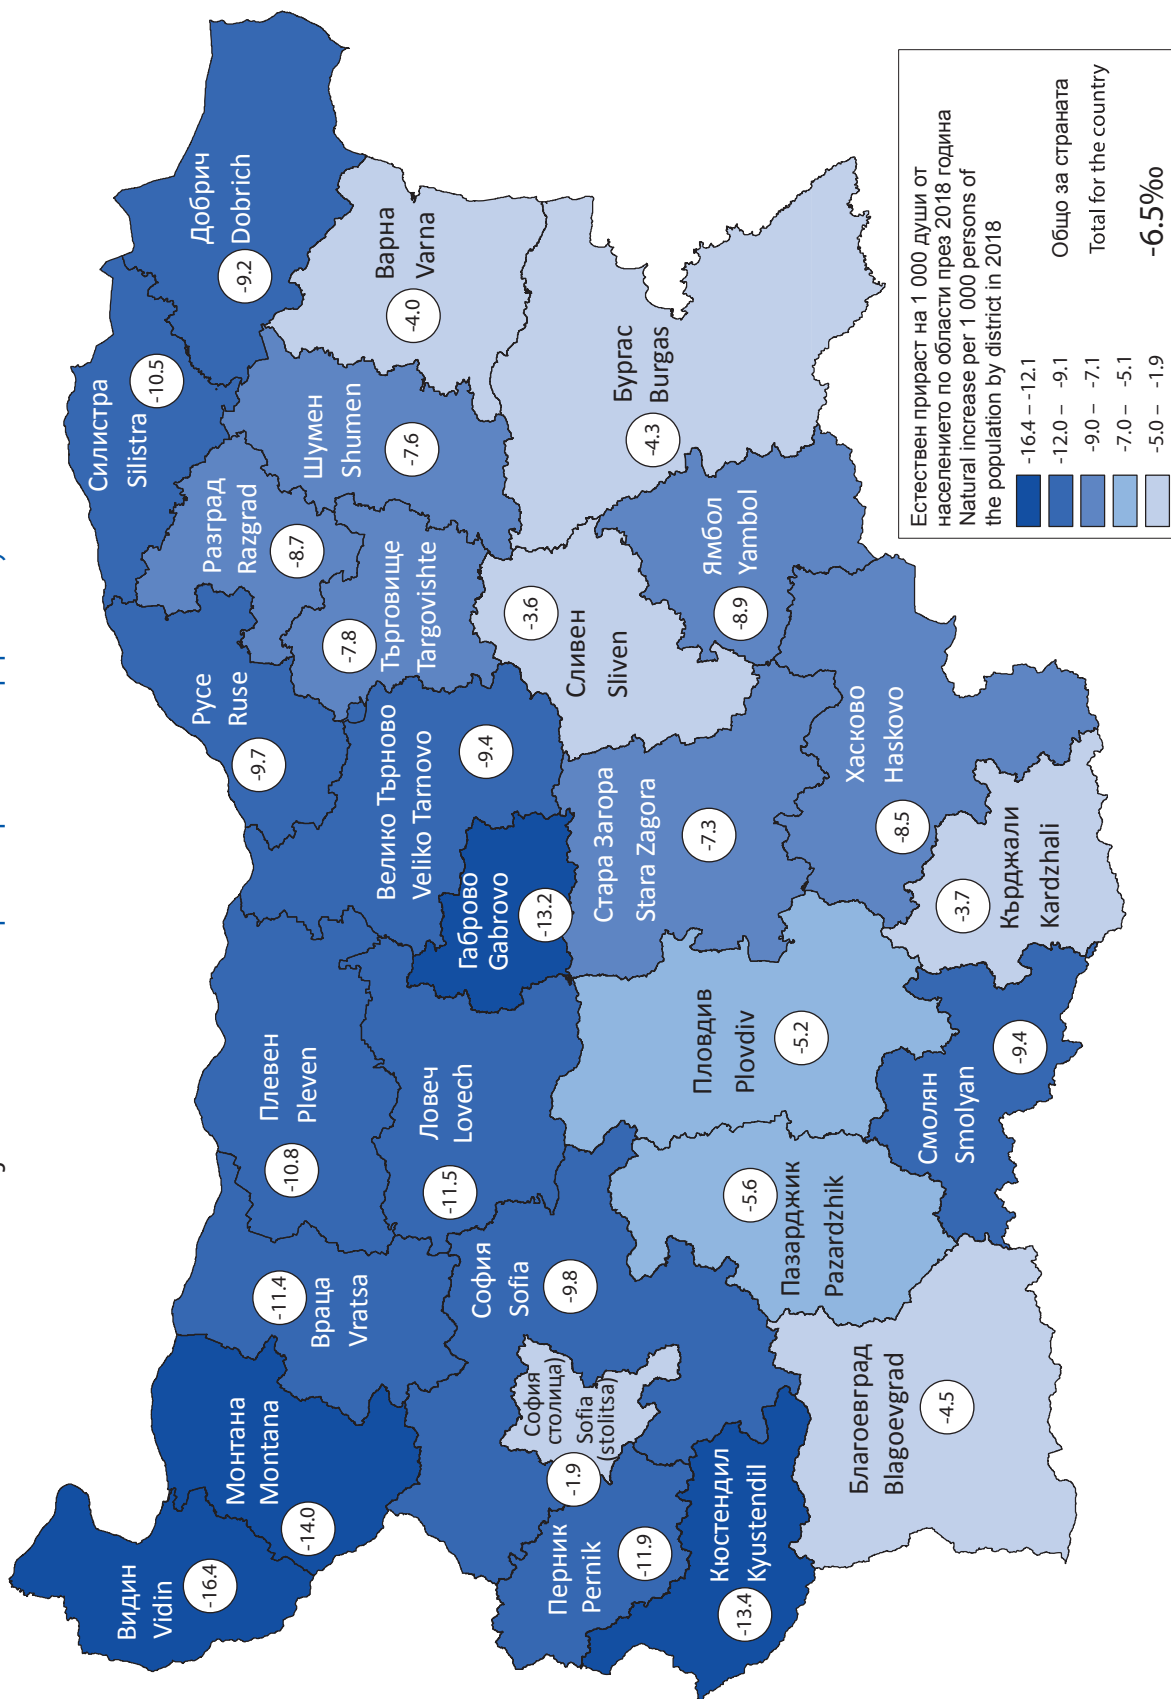 Видин
Vidin
-16.4
Монтана
Montana
-14.0
Враца
Vratsa
-11.4
Плевен
Pleven
-10.8
Ловеч
Lovech
-11.5
Велико Търново
Veliko Tarnovo
-9.4
Габрово
Gabrovo
-13.2
Русе
Ruse
-9.7
Разград
Razgrad
-8.7
Силистра
Silistra
-10.5
Добрич
Dobrich
-9.2
Варна
Varna
-4.0
Шумен
Shumen
-7.6
Търговище
Targovishte
-7.8
Бургас
Burgas
-4.3
Сливен
Sliven
-3.6
Ямбол
Yambol
-8.9
Стара Загора
Stara Zagora
-7.3
Хасково
Haskovo
-8.5
Кърджали
Kardzhali
-3.7
Пловдив
Plovdiv
-5.2
Смолян
Smolyan
-9.4
Пазарджик
Pazardzhik
-5.6
Благоевград
Blagoevgrad
-4.5
София
Sofia
-9.8
София
столица)
Sofia
(stolitsa)
-1.9
Перник
Pernik
-11.9
Кюстендил
Kyustendil
-13.4
Естествен прираст на 1 000 души от
населението по области през 2018 година
Natural increase per 1 000 persons of
the population by district in 2018
-16.4 – -12.1
-12.0 – -9.1
-9.0 – -7.1
-7.0 – -5.1
-5.0 – -1.9
Общо за страната
Total for the country
-6.5‰